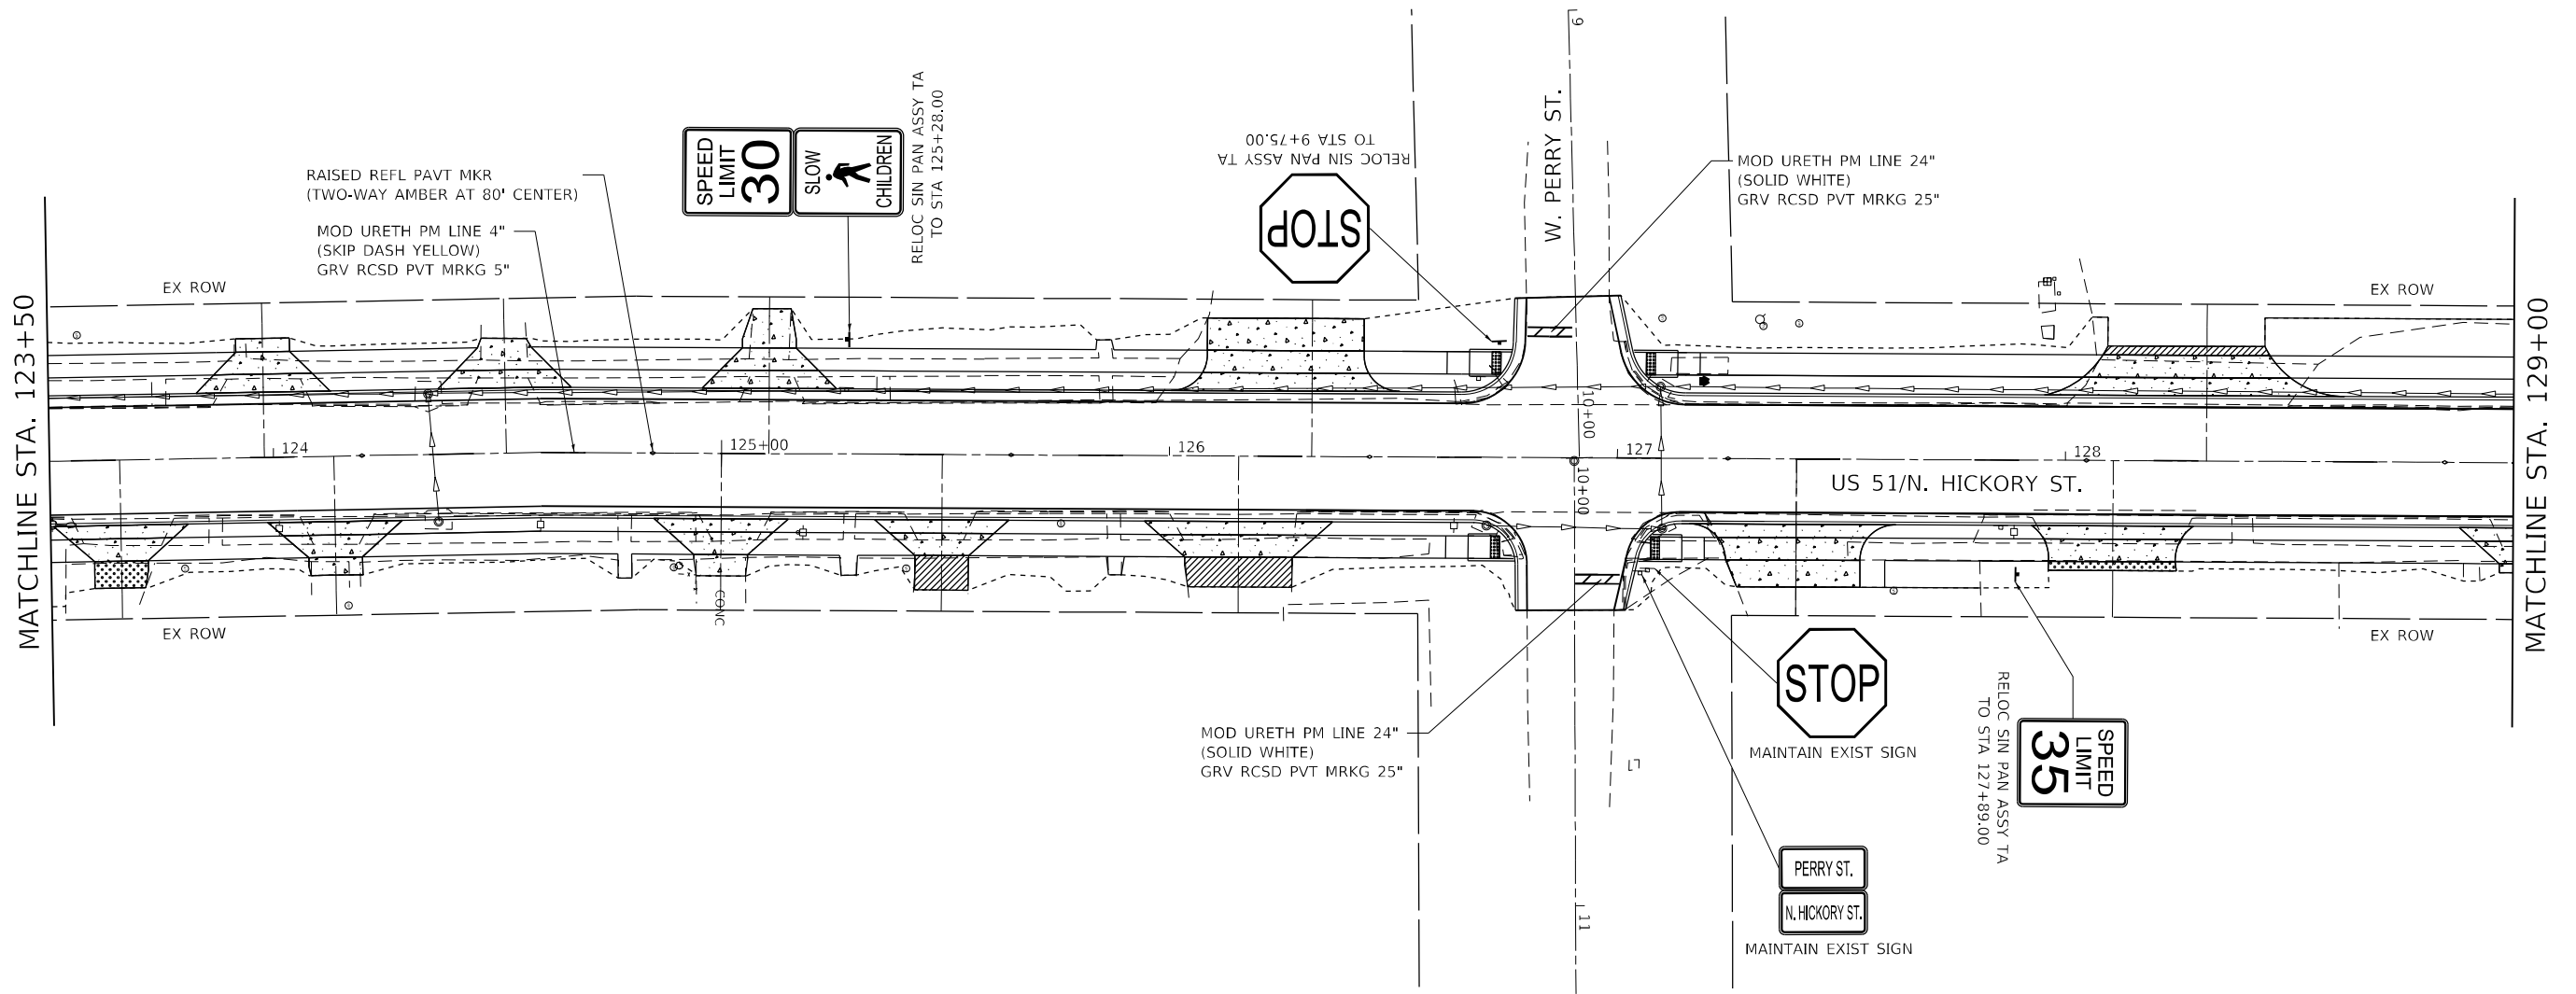 MATCHLINE STA. 123+50
EX ROW
RAISED REFL PAVT MKR
(TWO-WAY AMBER AT 80' CENTER)
MOD URETH PM LINE 4"
(SKIP DASH YELLOW)
GRV RCSD PVT MRKG 5"
SPEED
LIMIT
30
SLOW
CHILDREN
RELOC SIN PAN ASSY TA
TO STA 125+28.00
RELOC SIN PAN ASSY TA
TO STA 9+75.00
STOP
9
W. PERRY ST.
MOD URETH PM LINE 24"
(SOLID WHITE)
GRV RCSD PVT MRKG 25"
EX ROW
MATCHLINE STA. 129+00
124
125+00
126
10+00
10+00
127
128
US 51/N. HICKORY ST.
EX ROW
CONC
EX ROW
MOD URETH PM LINE 24"
(SOLID WHITE)
GRV RCSD PVT MRKG 25"
STOP
MAINTAIN EXIST SIGN
RELOC SIN PAN ASSY TA
TO STA 127+89.00
SPEED
LIMIT
35
PERRY ST.
N. HICKORY ST.
MAINTAIN EXIST SIGN
11